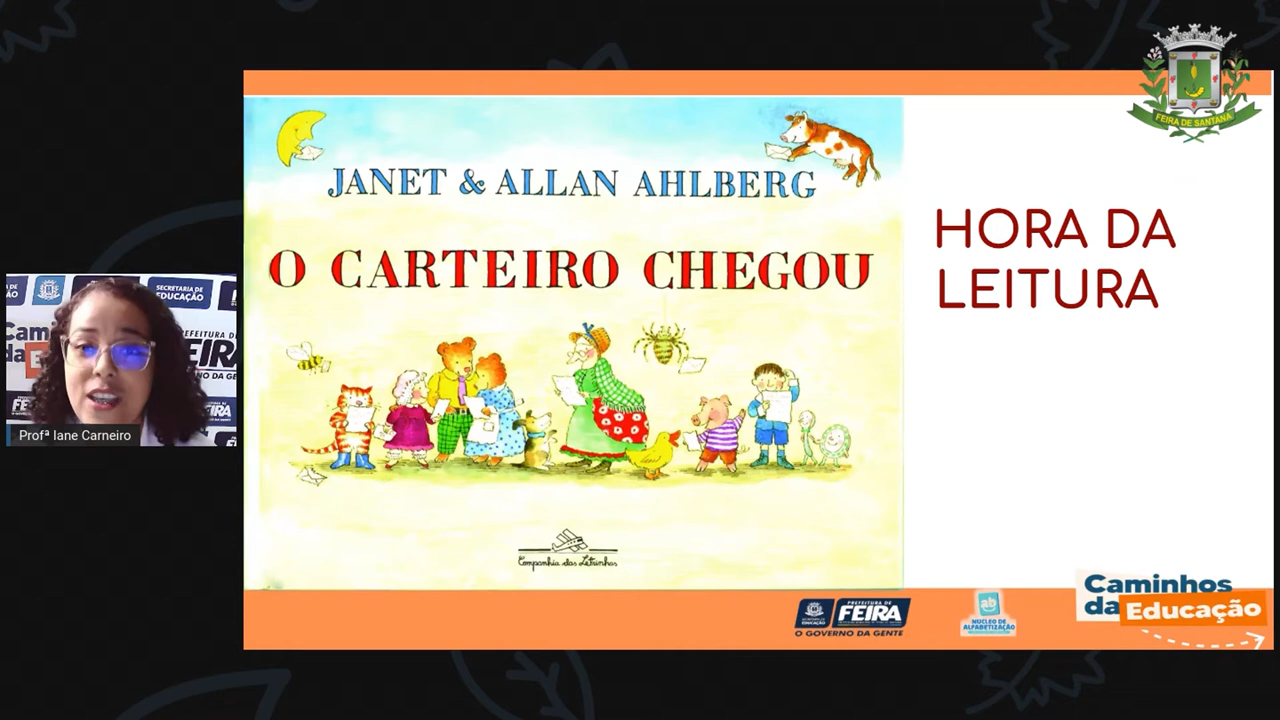 FEIRA DE SANTANA
JANET & ALLAN AHLBERG
O CARTEIRO CHEGOU
HORA DA
LEITURA
SECRETARIA DE
EDUCAÇÃO
Profª Iane Carneiro
Companhia das Letrinhas
PREFEITURA DE
FEIRA
O GOVERNO DA GENTE
ab
NÚCLEO DE
ALFABETIZAÇÃO
Caminhos
da Educação